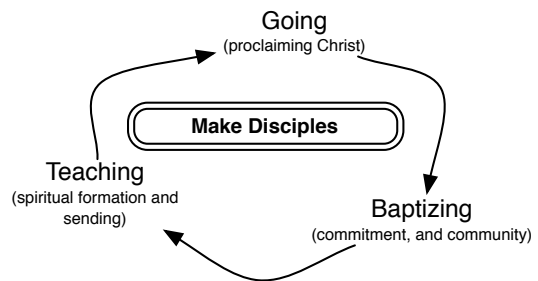 Going
(proclaiming Christ)
Make Disciples
Teaching
(spiritual formation and
sending)
Baptizing
(commitment, and community)